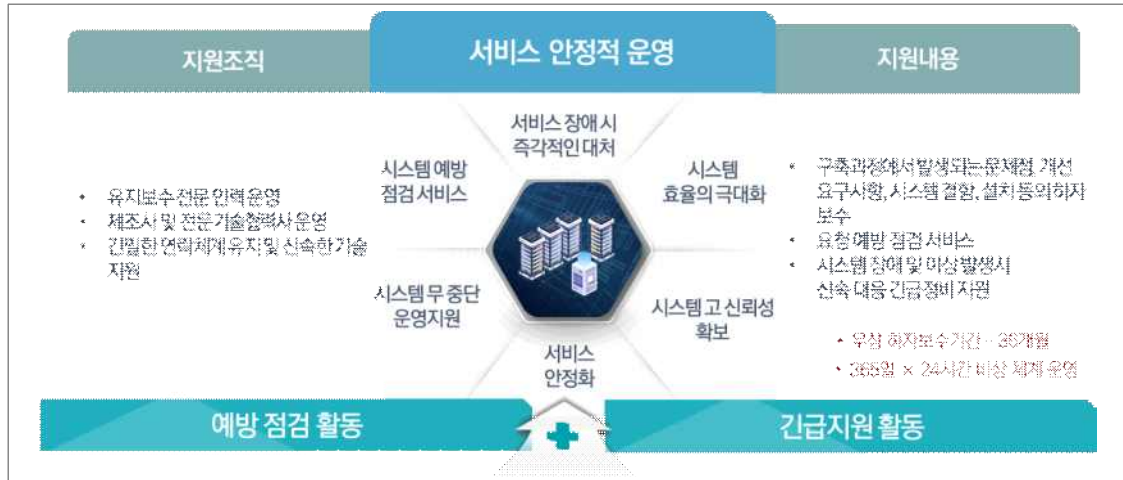 지원조직
서비스 안정적 운영
지원내용
서비스 장애 시
즉각적인 대처
시스템 예방
점검 서비스
시스템
효율의 극대화
• 유지보수 전문 인력 운영
• 제조사 및 전문기술협력사 운영
• 긴밀한 연락체계 유지 및 신속한 기술
지원
• 구축과정에서 발생되는 문제점, 개선
요구사항, 시스템 결함, 설치 등의 하자
보수
• 요청 예방 점검 서비스
• 시스템 장애 및 이상 발생시
신속 대응 긴급정비 지원
시스템 무 중단
운영지원
시스템 고 신뢰성
확보
서비스
안정화
• 무상 하자보수기간 - 36개월
• 365일 × 24시간 비상 체계 운영
예방 점검 활동
긴급지원 활동